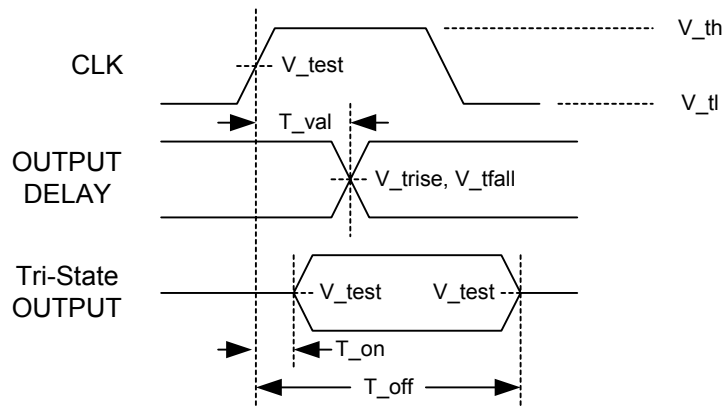 V_th
CLK
V_test
V_tl
T_val
OUTPUT
DELAY
V_trise, V_tfall
Tri-State
OUTPUT
V_test
V_test
T_on
T_off